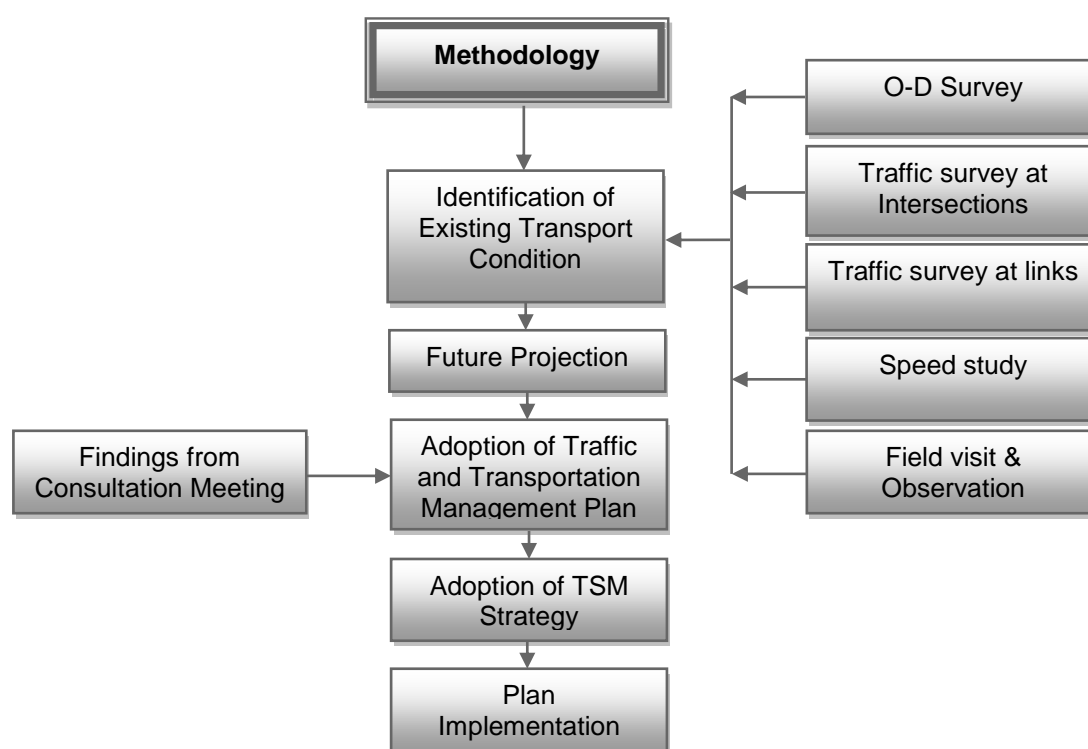 Methodology
O-D Survey
Traffic survey at
Intersections
Identification of
Existing Transport
Condition
Traffic survey at links
Future Projection
Speed study
Findings from
Consultation Meeting
Adoption of Traffic
and Transportation
Management Plan
Field visit &
Observation
Adoption of TSM
Strategy
Plan
Implementation